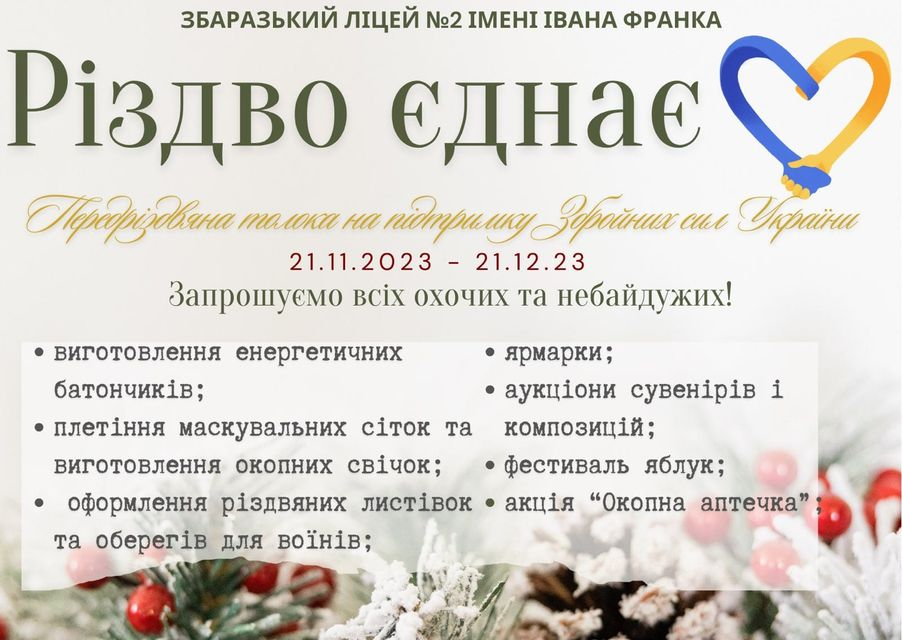 ЗБАРАЗЬКИЙ ЛІЦЕЙ №2 ІМЕНІ ІВАНА ФРАНКА
Різдво єднає
Передріздвяна толока на підтримку Збройних сил України
21.11.2023 – 21.12.23
Запрошуємо всіх охочих та небайдужих!
• виготовлення енергетичних
батончиків;
• плетіння маскувальних сіток та
виготовлення окопних свічок;
• оформлення різдвяних листівок
та оберегів для воїнів;
• ярмарки;
• аукціони сувенірів і
композицій;
• фестиваль яблук;
• акція “Окопна аптечка”;